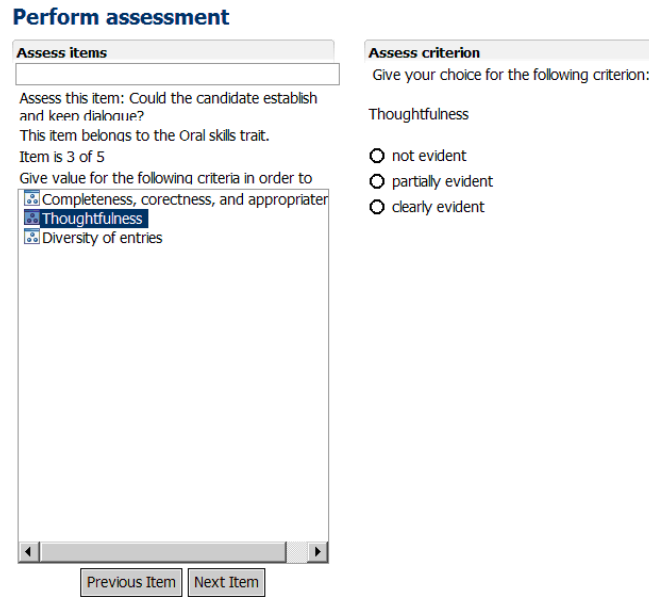 Perform assessment
Assess items
Assess this item: Could the candidate establish
and keep dialogue?
This item belongs to the Oral skills trait.
Item is 3 of 5
Give value for the following criteria in order to
Completeness, corectness, and appropriater
Thoughtfulness
Diversity of entries
Previous Item
Next Item
Assess criterion
Give your choice for the following criterion:
Thoughtfulness
not evident
partially evident
clearly evident